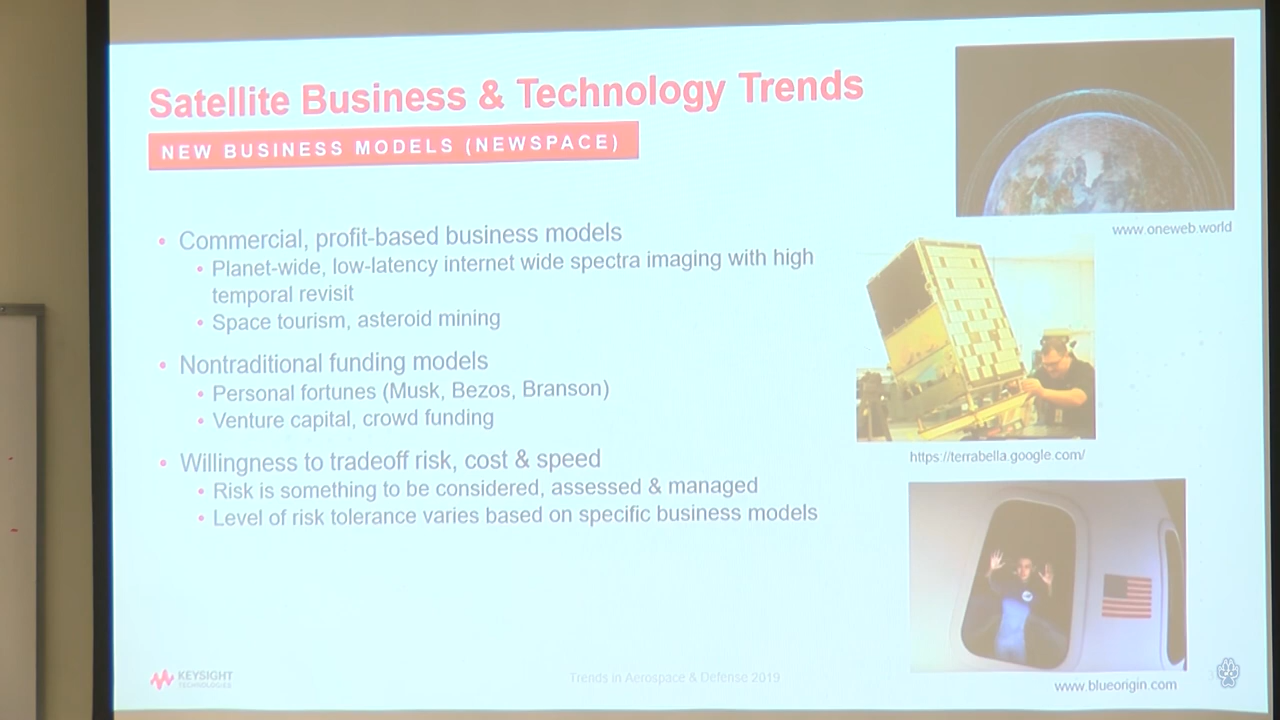 Satellite Business & Technology Trends
NEW BUSINESS MODELS (NEWSPACE)
www.oneweb.world
• Commercial, profit-based business models
• Planet-wide, low-latency internet wide spectra imaging with high
temporal revisit
• Space tourism, asteroid mining
• Nontraditional funding models
• Personal fortunes (Musk, Bezos, Branson)
• Venture capital, crowd funding
https://terrabella.google.com/
• Willingness to tradeoff risk, cost & speed
• Risk is something to be considered, assessed & managed
• Level of risk tolerance varies based on specific business models
KEYSIGHT
TECHNOLOGIES
Trends in Aerospace & Defense 2019
www.blueorigin.com